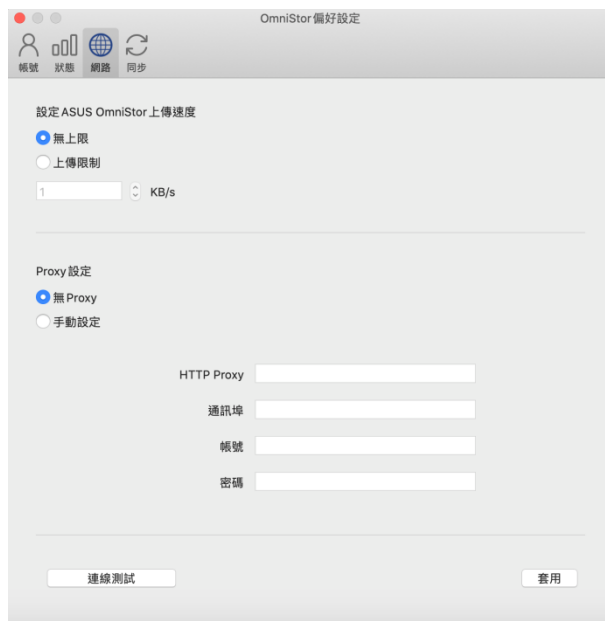 OmniStor偏好設定
帳號 狀態 網路 同步
設定ASUS OmniStor上傳速度
無上限
上傳限制
1 KB/s
Proxy設定
無Proxy
手動設定
HTTP Proxy
通訊埠
帳號
密碼
連線測試 套用